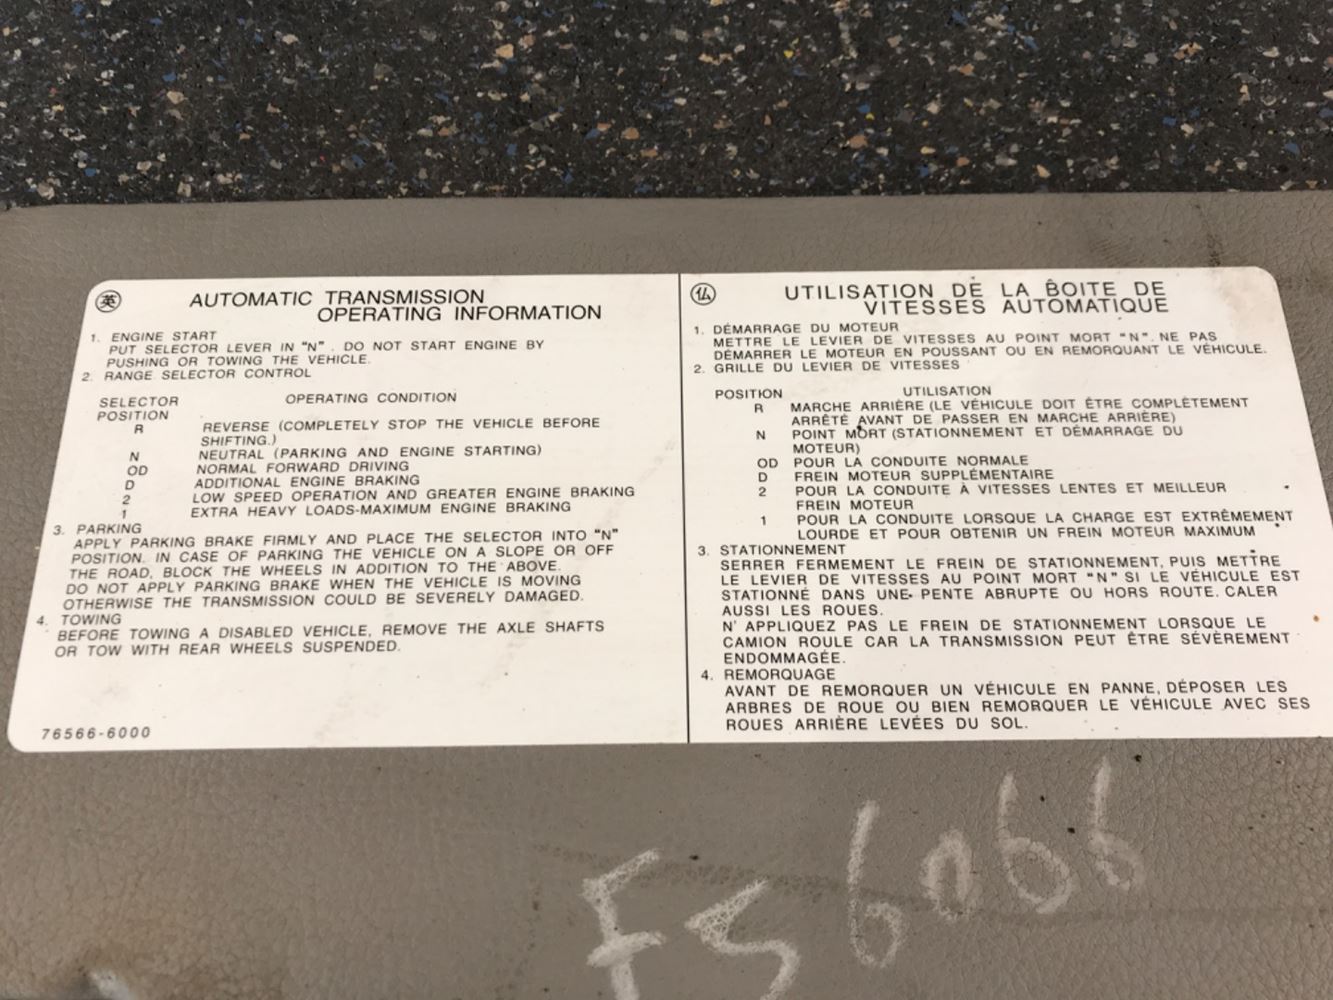 英
AUTOMATIC TRANSMISSION
OPERATING INFORMATION
1. ENGINE START
PUT SELECTOR LEVER IN "N" . DO NOT START ENGINE BY
PUSHING OR TOWING THE VEHICLE.
2. RANGE SELECTOR CONTROL
SELECTOR OPERATING CONDITION
POSITION
R REVERSE (COMPLETELY STOP THE VEHICLE BEFORE
SHIFTING.)
N NEUTRAL (PARKING AND ENGINE STARTING)
OD NORMAL FORWARD DRIVING
D ADDITIONAL ENGINE BRAKING
2 LOW SPEED OPERATION AND GREATER ENGINE BRAKING
1 EXTRA HEAVY LOADS-MAXIMUM ENGINE BRAKING
3. PARKING
APPLY PARKING BRAKE FIRMLY AND PLACE THE SELECTOR INTO "N"
POSITION. IN CASE OF PARKING THE VEHICLE ON A SLOPE OR OFF
THE ROAD, BLOCK THE WHEELS IN ADDITION TO THE ABOVE.
DO NOT APPLY PARKING BRAKE WHEN THE VEHICLE IS MOVING
OTHERWISE THE TRANSMISSION COULD BE SEVERELY DAMAGED.
4. TOWING
BEFORE TOWING A DISABLED VEHICLE, REMOVE THE AXLE SHAFTS
OR TOW WITH REAR WHEELS SUSPENDED.
76566-6000
仏
UTILISATION DE LA BOITE DE
VITESSES AUTOMATIQUE
1. DÉMARRAGE DU MOTEUR
METTRE LE LEVIER DE VITESSES AU POINT MORT "N". NE PAS
DÉMARRER LE MOTEUR EN POUSSANT OU EN REMORQUANT LE VÉHICULE.
2. GRILLE DU LEVIER DE VITESSES
POSITION UTILISATION
R MARCHE ARRIÈRE (LE VÉHICULE DOIT ÊTRE COMPLÈTEMENT
ARRÊTÉ AVANT DE PASSER EN MARCHE ARRIÈRE)
N POINT MORT (STATIONNEMENT ET DÉMARRAGE DU
MOTEUR)
OD POUR LA CONDUITE NORMALE
D FREIN MOTEUR SUPPLÉMENTAIRE
2 POUR LA CONDUITE À VITESSES LENTES ET MEILLEUR
FREIN MOTEUR
1 POUR LA CONDUITE LORSQUE LA CHARGE EST EXTRÊMEMENT
LOURDE ET POUR OBTENIR UN FREIN MOTEUR MAXIMUM
3. STATIONNEMENT
SERRER FERMEMENT LE FREIN DE STATIONNEMENT, PUIS METTRE
LE LEVIER DE VITESSES AU POINT MORT "N" SI LE VÉHICULE EST
STATIONNÉ DANS UNE PENTE ABRUPTE OU HORS ROUTE. CALER
AUSSI LES ROUES.
N' APPLIQUEZ PAS LE FREIN DE STATIONNEMENT LORSQUE LE
CAMION ROULE CAR LA TRANSMISSION PEUT ÊTRE SÉVÈREMENT
ENDOMMAGÉE.
4. REMORQUAGE
AVANT DE REMORQUER UN VÉHICULE EN PANNE, DÉPOSER LES
ARBRES DE ROUE OU BIEN REMORQUER LE VÉHICULE AVEC SES
ROUES ARRIÈRE LEVÉES DU SOL.